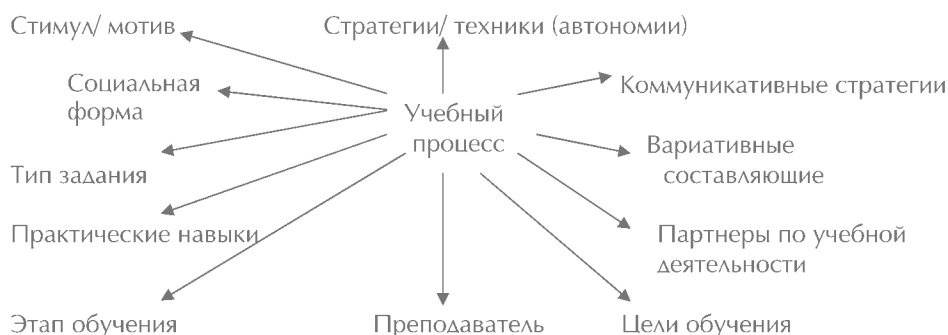 Стимул/ мотив
Стратегии/ техники (автономии)
Социальная
форма
Коммуникативные стратегии
Учебный
процесс
Вариативные
составляющие
Тип задания
Практические навыки
Партнеры по учебной
деятельности
Этап обучения
Преподаватель
Цели обучения